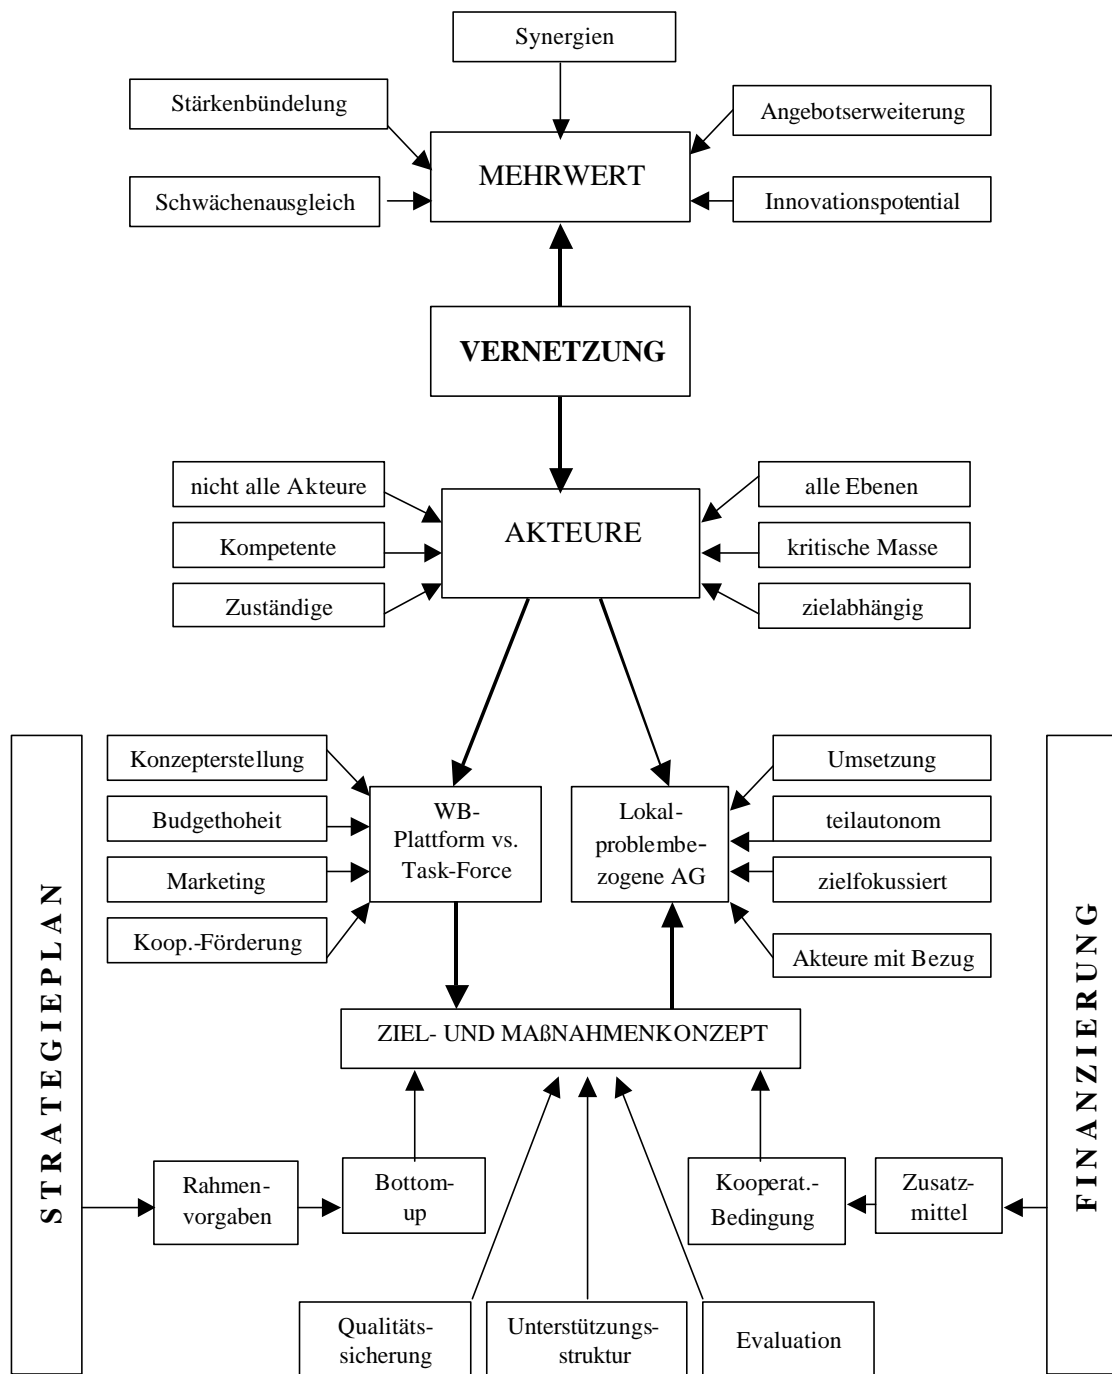 Synergien
Stärkenbündelung
Angebotserweiterung
MEHRWERT
Schwächenausgleich
Innovationspotential
VERNETZUNG
nicht alle Akteure
alle Ebenen
AKTEURE
Kompetente
kritische Masse
Zuständige
zielabhängig
Konzepterstellung
Umsetzung
Budgethoheit
WB-
Plattform vs.
Task-Force
Lokal-
problembe-
zogene AG
teilautonom
Marketing
zielfokussiert
Koop.-Förderung
Akteure mit Bezug
STRATEGIEPLAN
FINANZIERUNG
ZIEL- UND MAßNAHMENKONZEPT
Rahmen-
vorgaben
Bottom-
up
Kooperat.-
Bedingung
Zusatz-
mittel
Qualitäts-
sicherung
Unterstützungs-
struktur
Evaluation